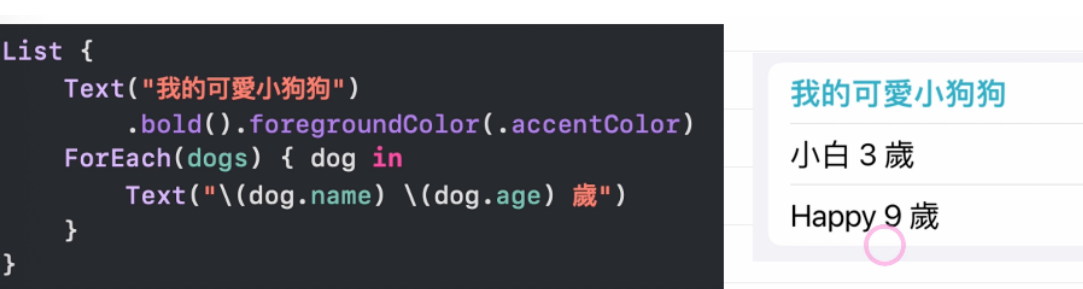 List {
    Text("我的可愛小狗狗")
        .bold().foregroundColor(.accentColor)
    ForEach(dogs) { dog in
        Text("\(dog.name) \(dog.age) 歲")
    }
}
我的可愛小狗狗
小白 3 歲
Happy 9 歲